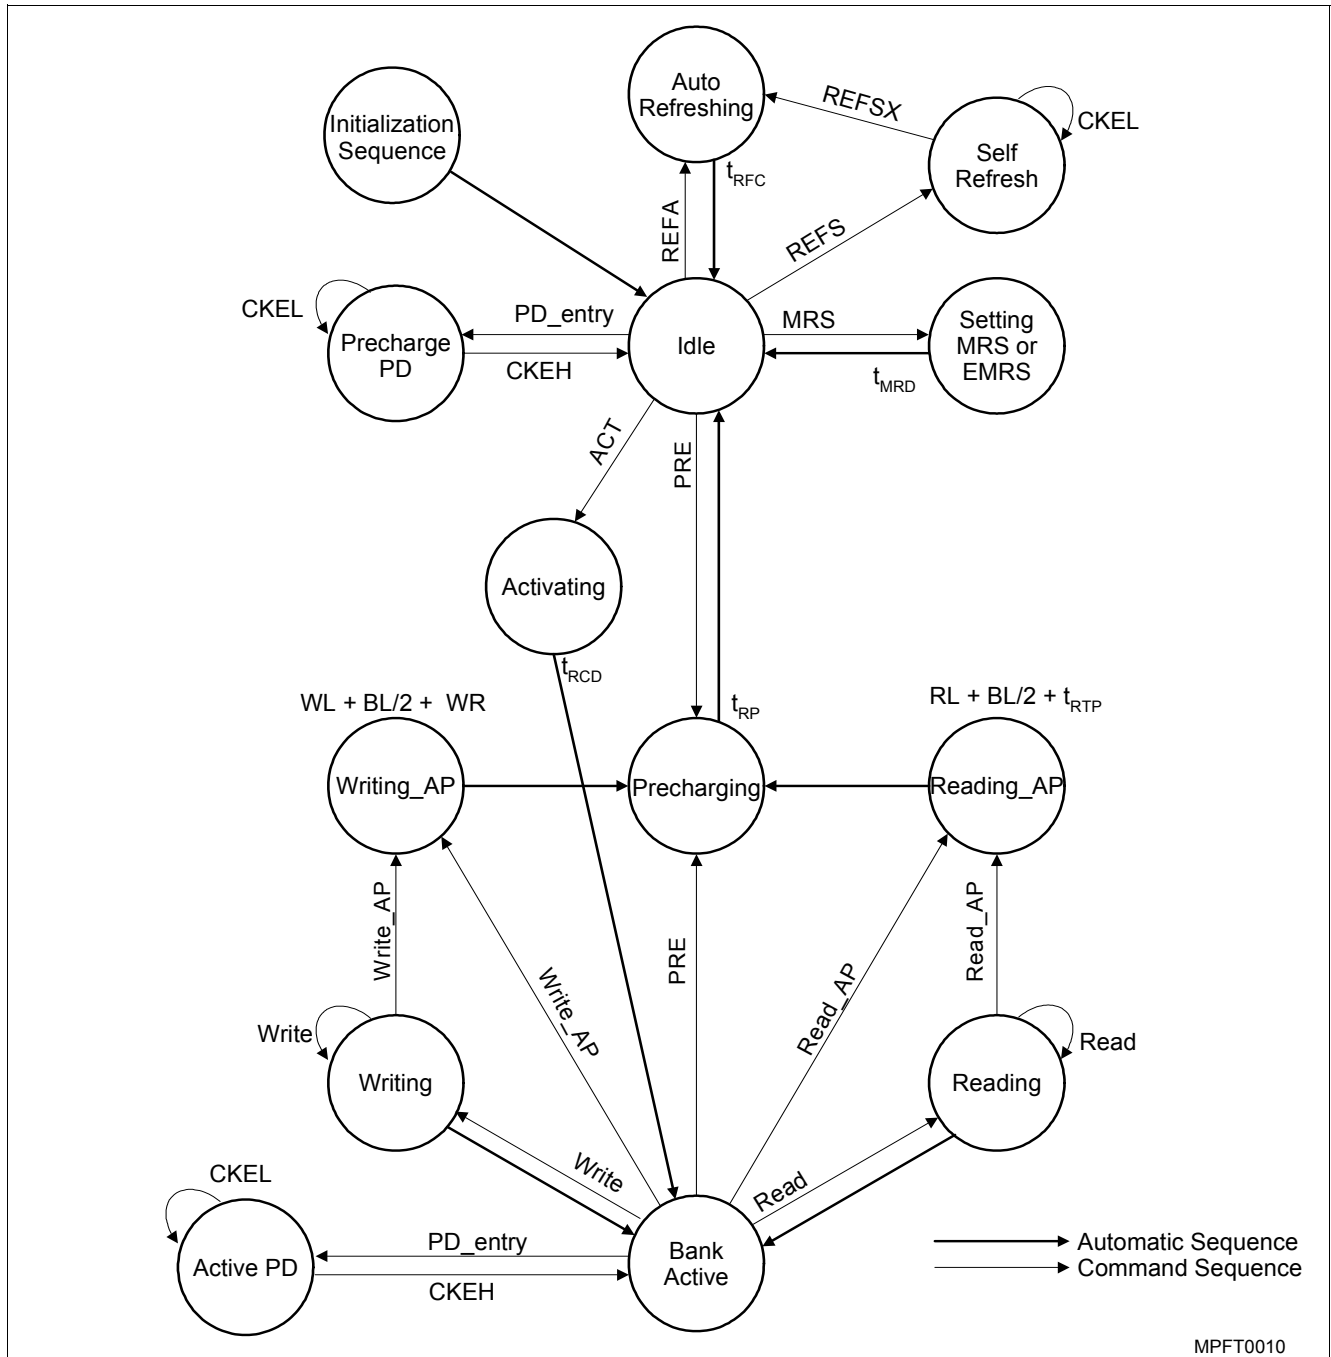 Auto
Refreshing
REFSX
CKEL
Initialization
Sequence
Self
Refresh
tRFC
REFA
REFS
CKEL
PD_entry
MRS
Precharge
PD
Idle
Setting
MRS or
EMRS
CKEH
tMRD
ACT
PRE
Activating
tRCD
WL + BL/2 + WR
tRP
RL + BL/2 + tRTP
Writing_AP
Precharging
Reading_AP
Write_AP
Write_AP
PRE
Read_AP
Read_AP
Write
Read
Writing
Reading
Write
Read
CKEL
PD_entry
Active PD
Bank
Active
CKEH
Automatic Sequence
Command Sequence
MPFT0010